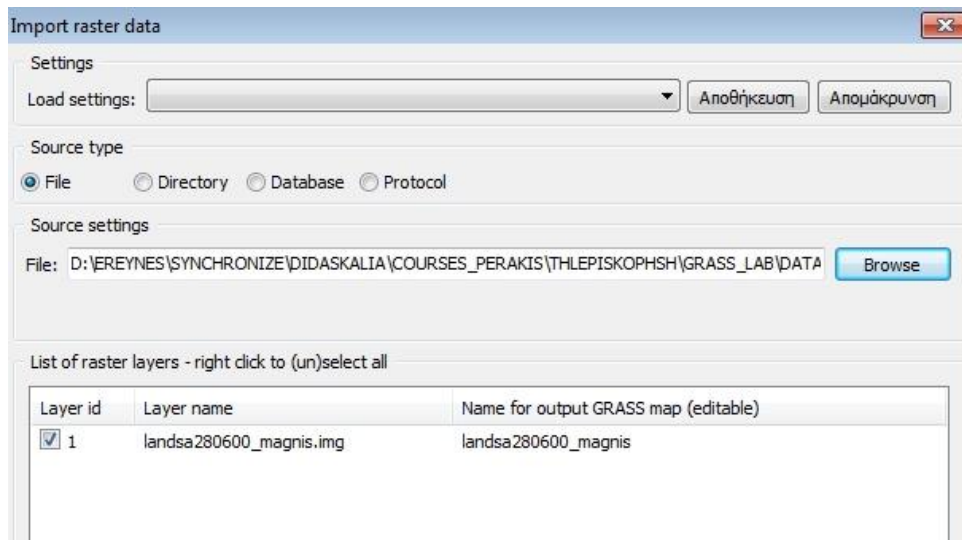 Import raster data
Settings
Load settings: Αποθήκευση Απομάκρυνση
Source type
File Directory Database Protocol
Source settings
File: D:\EREYNES\SYNCHRONIZE\DIDASKALIA\COURSES_PERAKIS\THLEPISKOPHSH\GRASS_LAB\DATA Browse
List of raster layers - right click to (un)select all
Layer id Layer name Name for output GRASS map (editable)
1 landsa280600_magnis.img landsa280600_magnis